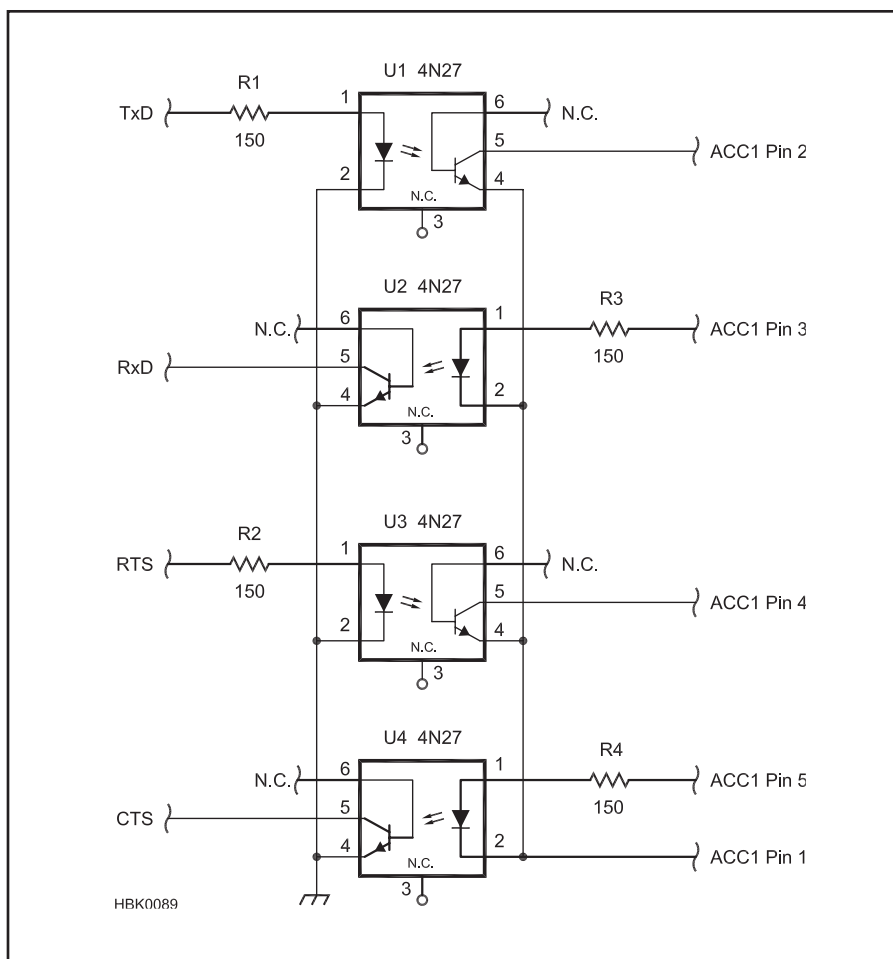 U1 4N27
R1
TxD
150
1
2
6
N.C.
5
ACC1 Pin 2
4
N.C.
3
U2 4N27
N.C.
6
RxD
5
4
1
R3
150
ACC1 Pin 3
2
N.C.
3
U3 4N27
R2
RTS
150
1
2
6
N.C.
5
ACC1 Pin 4
4
N.C.
3
U4 4N27
N.C.
6
CTS
5
4
1
R4
150
ACC1 Pin 5
2
ACC1 Pin 1
N.C.
3
HBK0089